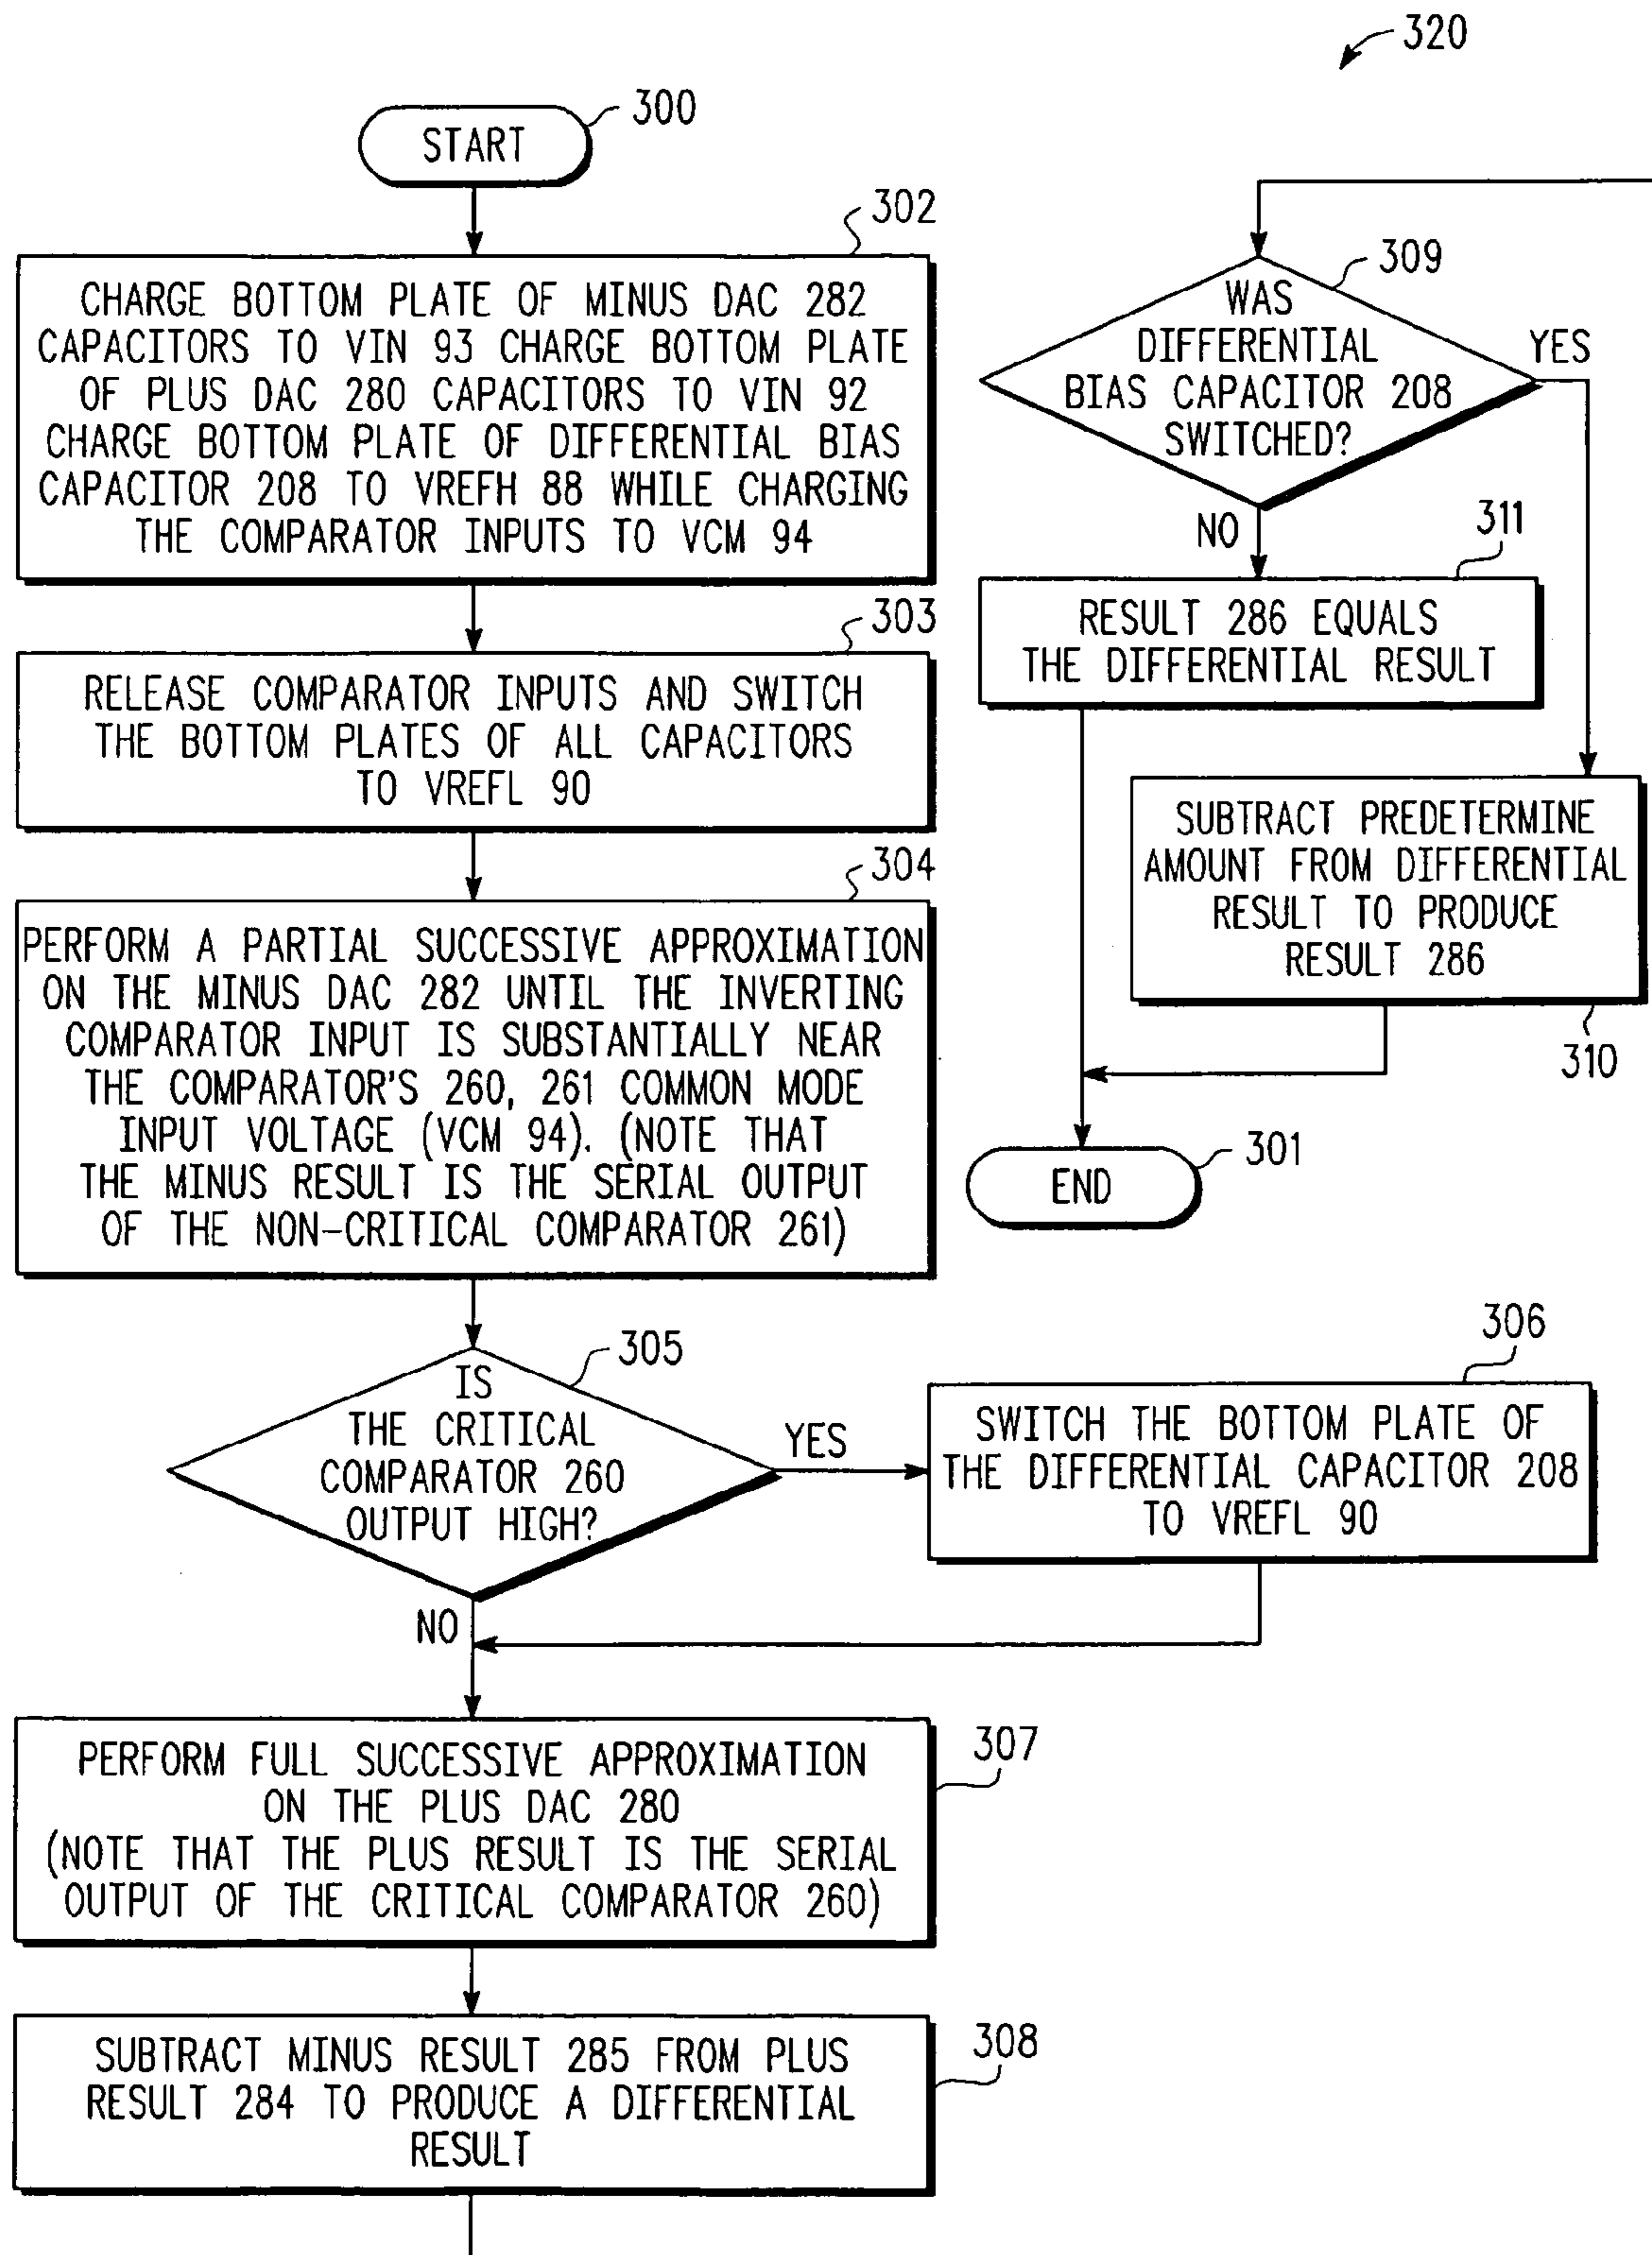 320
300
START
302
CHARGE BOTTOM PLATE OF MINUS DAC 282
CAPACITORS TO VIN 93 CHARGE BOTTOM PLATE
OF PLUS DAC 280 CAPACITORS TO VIN 92
CHARGE BOTTOM PLATE OF DIFFERENTIAL BIAS
CAPACITOR 208 TO VREFH 88 WHILE CHARGING
THE COMPARATOR INPUTS TO VCM 94
303
RELEASE COMPARATOR INPUTS AND SWITCH
THE BOTTOM PLATES OF ALL CAPACITORS
TO VREFL 90
304
PERFORM A PARTIAL SUCCESSIVE APPROXIMATION
ON THE MINUS DAC 282 UNTIL THE INVERTING
COMPARATOR INPUT IS SUBSTANTIALLY NEAR
THE COMPARATOR'S 260, 261 COMMON MODE
INPUT VOLTAGE (VCM 94). (NOTE THAT
THE MINUS RESULT IS THE SERIAL OUTPUT
OF THE NON-CRITICAL COMPARATOR 261)
305
IS
THE CRITICAL
COMPARATOR 260
OUTPUT HIGH?
YES
NO
306
SWITCH THE BOTTOM PLATE OF
THE DIFFERENTIAL CAPACITOR 208
TO VREFL 90
307
PERFORM FULL SUCCESSIVE APPROXIMATION
ON THE PLUS DAC 280
(NOTE THAT THE PLUS RESULT IS THE SERIAL
OUTPUT OF THE CRITICAL COMPARATOR 260)
308
SUBTRACT MINUS RESULT 285 FROM PLUS
RESULT 284 TO PRODUCE A DIFFERENTIAL
RESULT
309
WAS
DIFFERENTIAL
BIAS CAPACITOR 208
SWITCHED?
YES
NO
311
RESULT 286 EQUALS
THE DIFFERENTIAL RESULT
SUBTRACT PREDETERMINE
AMOUNT FROM DIFFERENTIAL
RESULT TO PRODUCE
RESULT 286
310
301
END